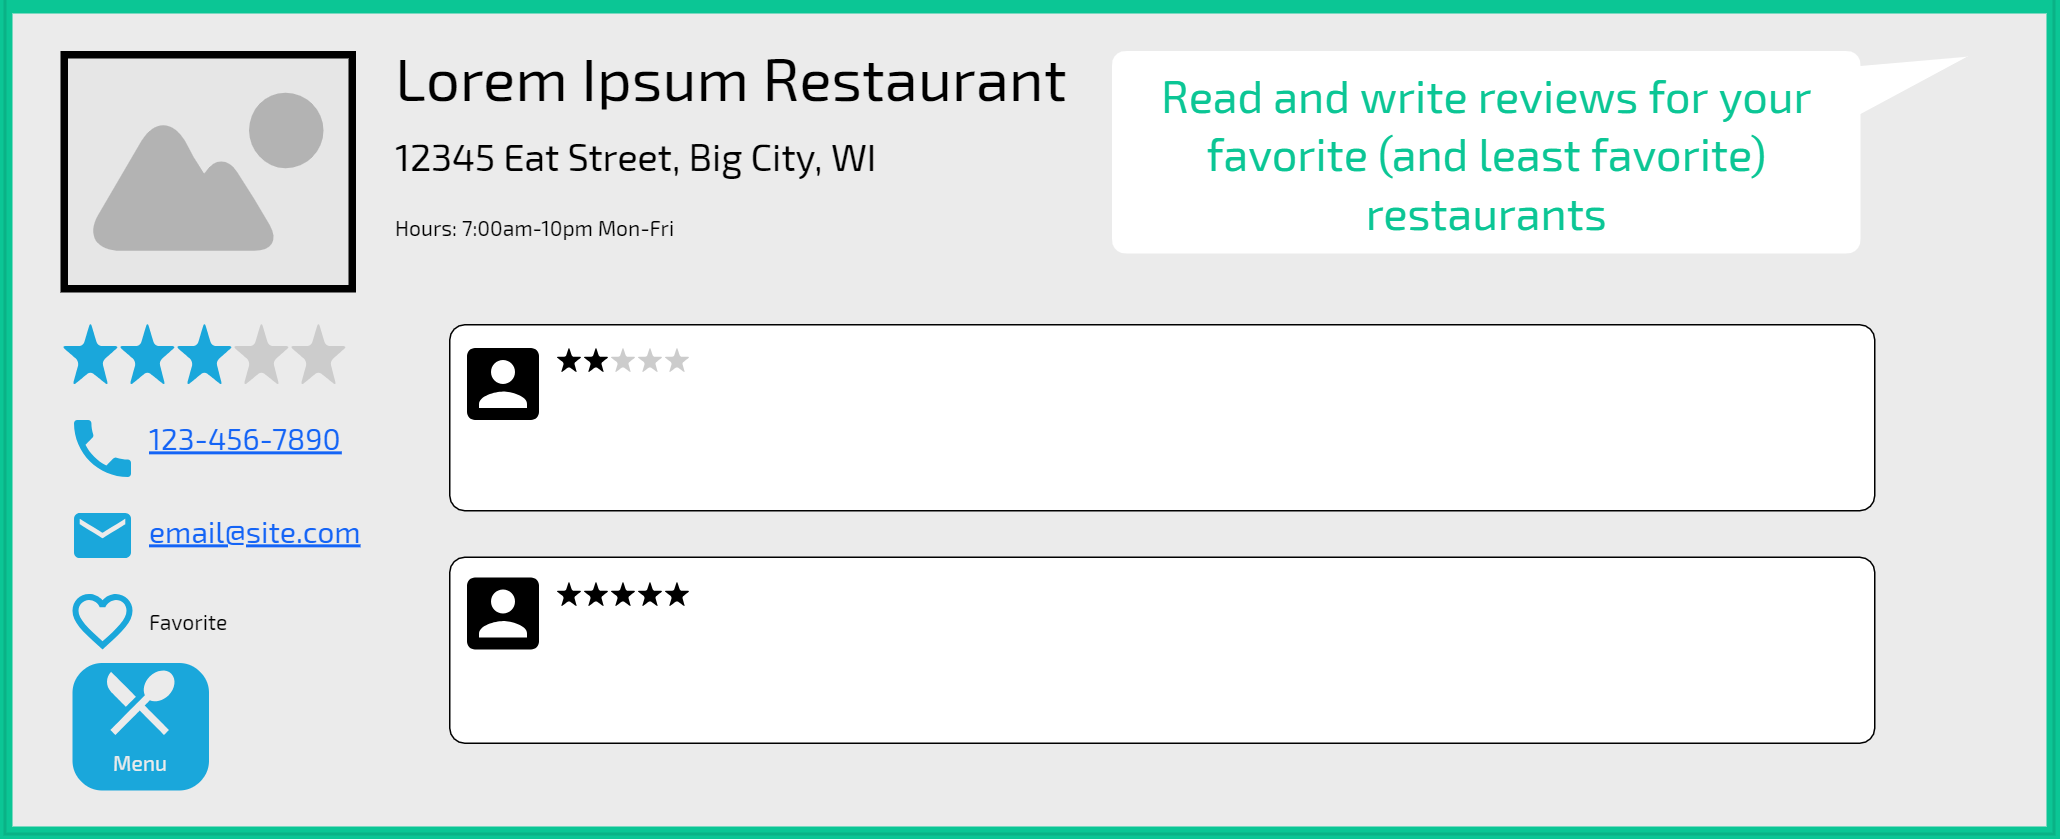 Lorem Ipsum Restaurant
12345 Eat Street, Big City, WI
Hours: 7:00am-10pm Mon-Fri
Read and write reviews for your
favorite (and least favorite)
restaurants
123-456-7890
email@site.com
Favorite
Menu